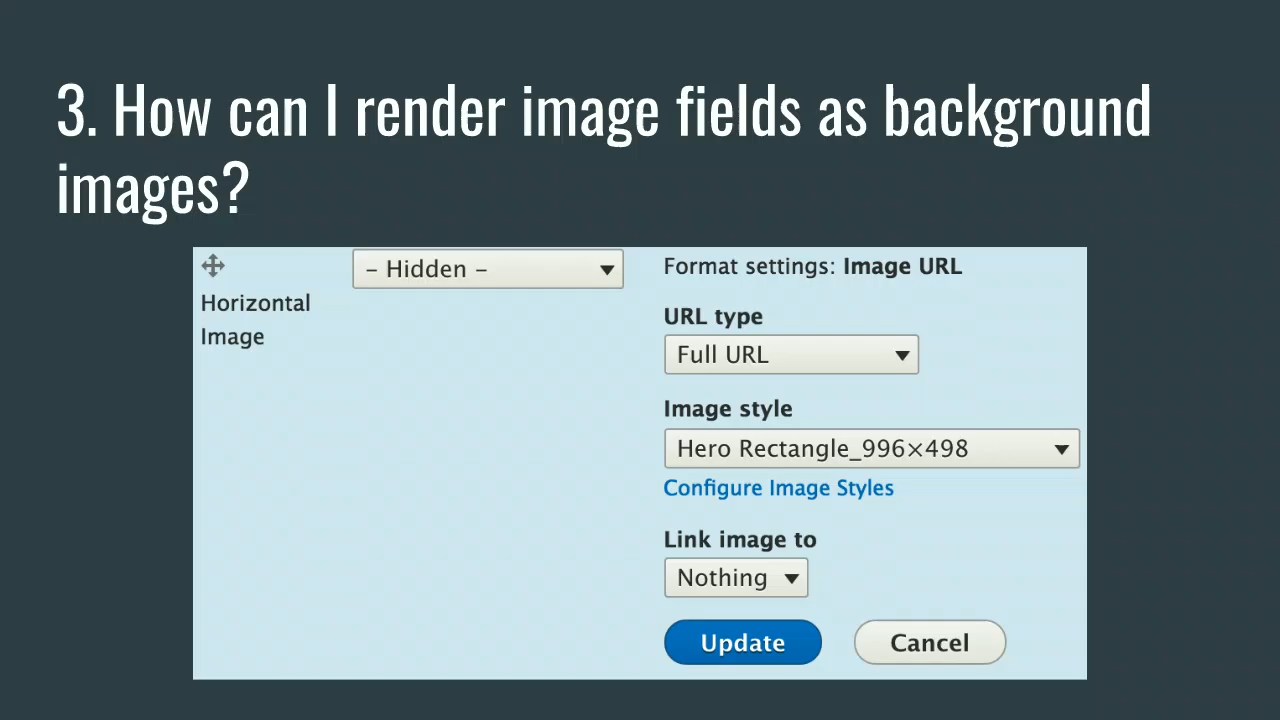 3. How can I render image fields as background
images?
Horizontal
Image
– Hidden –
Format settings: Image URL
URL type
Full URL
Image style
Hero Rectangle_996×498
Configure Image Styles
Link image to
Nothing
Update
Cancel